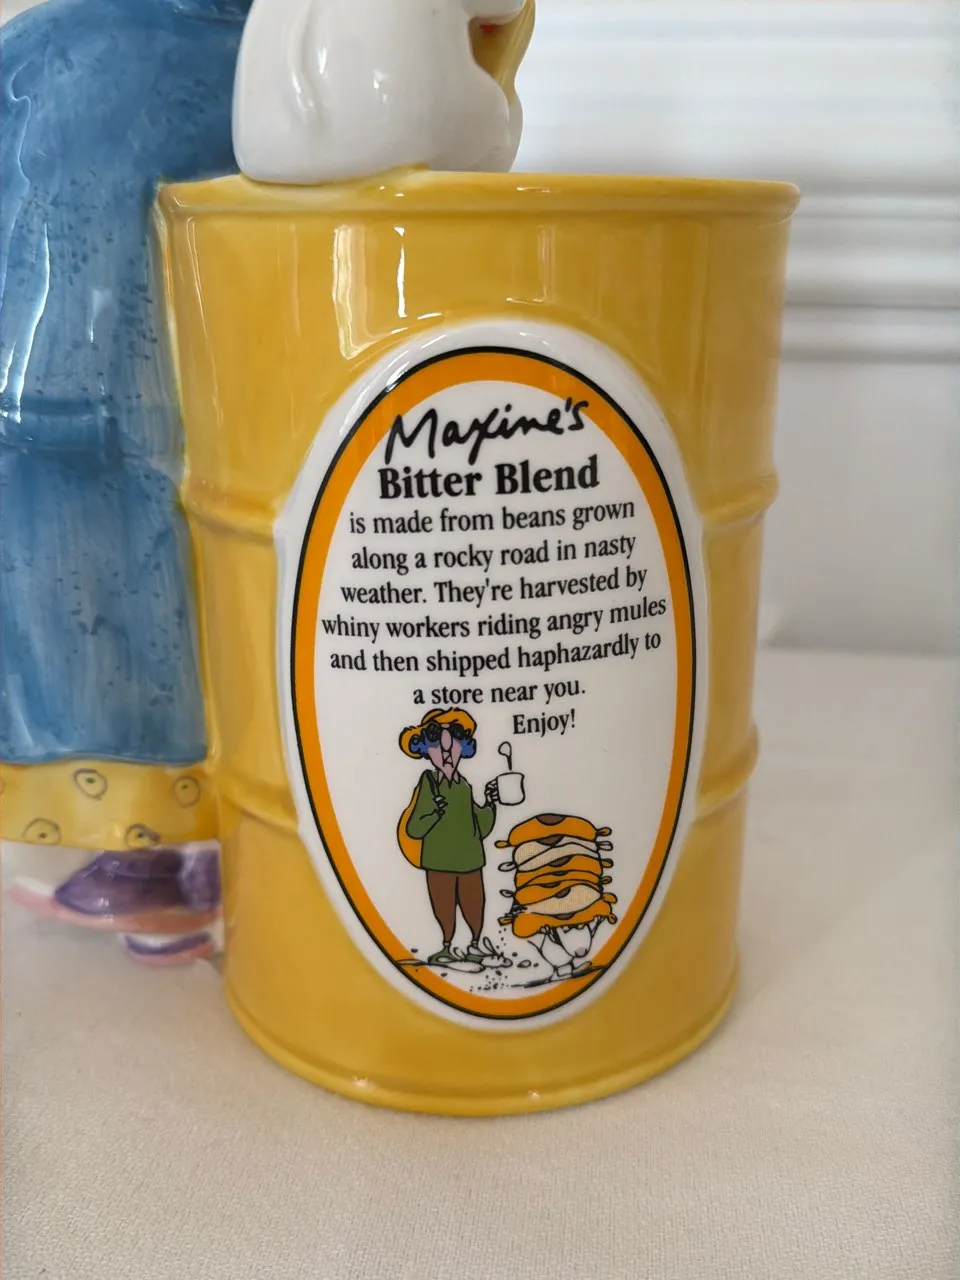 Maxine's
Bitter Blend
is made from beans grown
along a rocky road in nasty
weather. They're harvested by
whiny workers riding angry mules
and then shipped haphazardly to
a store near you.
Enjoy!